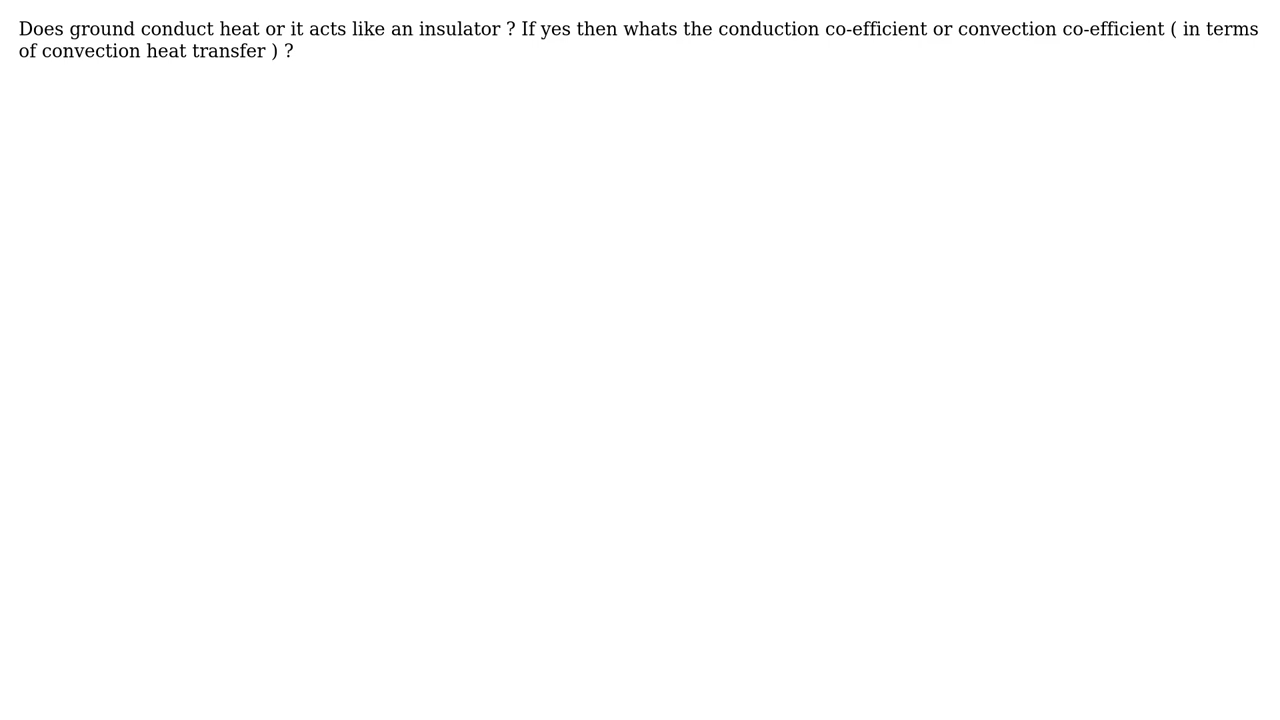 Does ground conduct heat or it acts like an insulator ? If yes then whats the conduction co-efficient or convection co-efficient ( in terms
of convection heat transfer ) ?